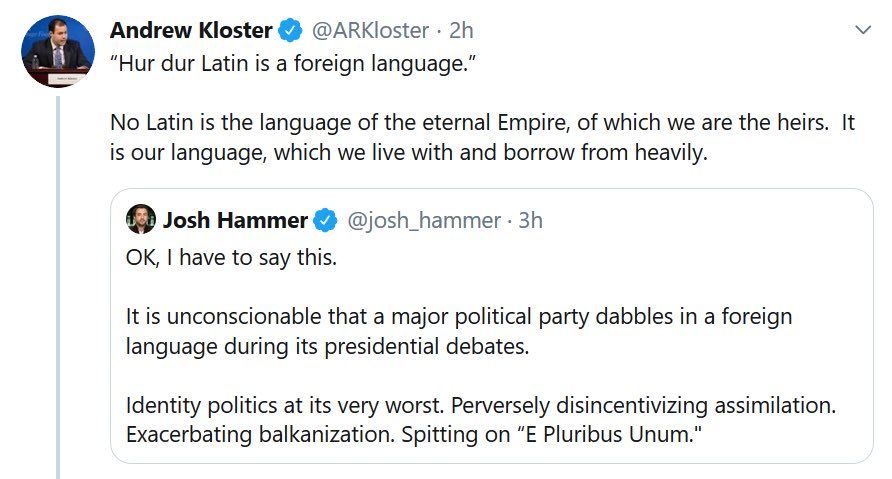 Andrew Kloster @ARKloster · 2h
“Hur dur Latin is a foreign language.”
No Latin is the language of the eternal Empire, of which we are the heirs. It
is our language, which we live with and borrow from heavily.
Josh Hammer @josh_hammer · 3h
OK, I have to say this.
It is unconscionable that a major political party dabbles in a foreign
language during its presidential debates.
Identity politics at its very worst. Perversely disincentivizing assimilation.
Exacerbating balkanization. Spitting on “E Pluribus Unum."